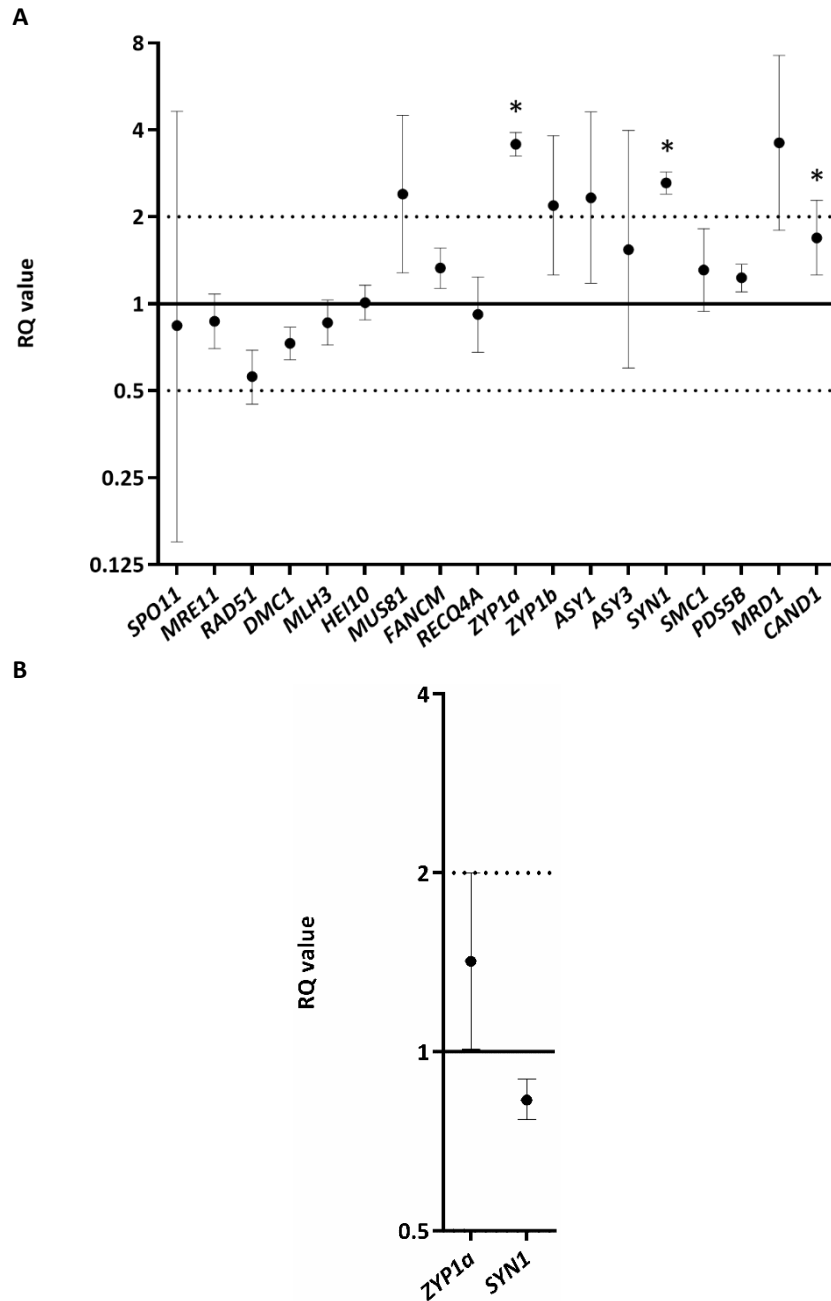 A
8
4
2
1
0.5
0.25
0.125
RQ value
* * *
SPO11 MRE11 RAD51 DMC1 MLH3 HEI10 MUS81 FANCM RECQ4A ZYP1a ZYP1b ASY1 ASY3 SYN1 SMC1 PDS5B MRD1 CAND1
B
4
2
1
0.5
RQ value
ZYP1a SYN1